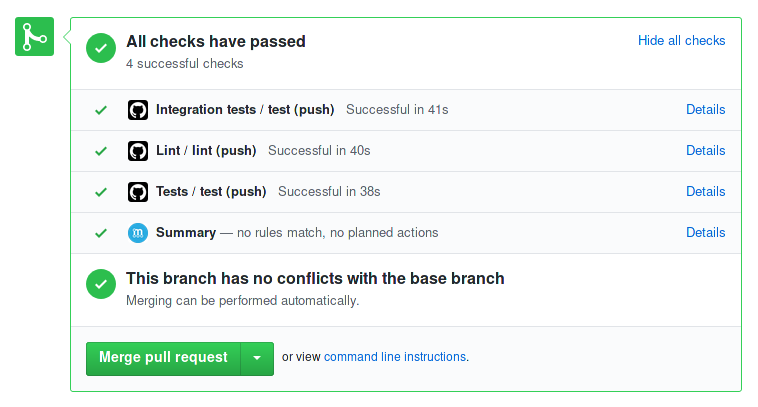 All checks have passed
Hide all checks
4 successful checks
Integration tests / test (push) Successful in 41s Details
Lint / lint (push) Successful in 40s Details
Tests / test (push) Successful in 38s Details
Summary — no rules match, no planned actions Details
This branch has no conflicts with the base branch
Merging can be performed automatically.
Merge pull request or view command line instructions.